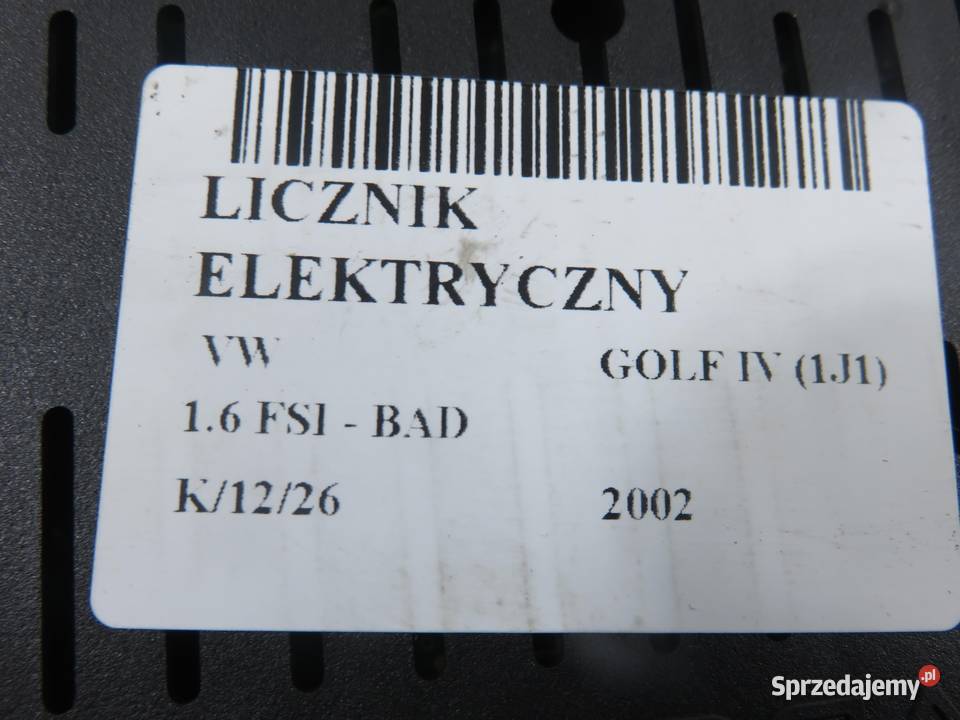 LICZNIK
ELEKTRYCZNY
VW GOLF IV (1J1)
1.6 FSI - BAD
K/12/26 2002
Sprzedajemy.pl